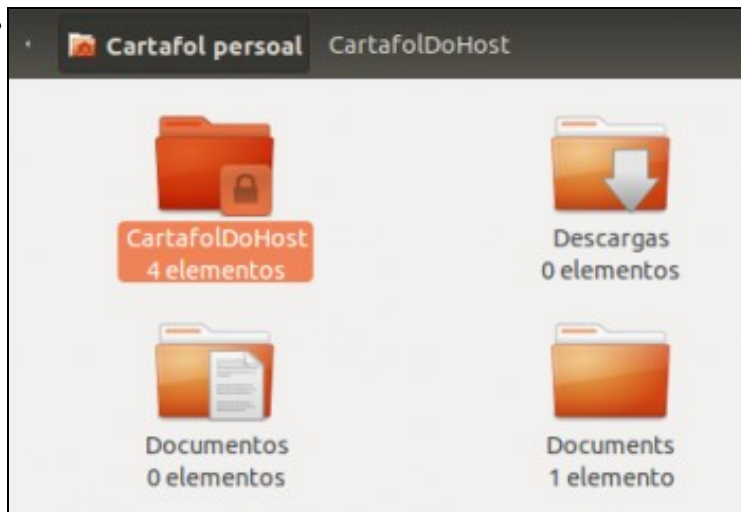 Cartafol persoal CartafolDoHost
CartafolDoHost
4 elementos
Descargas
0 elementos
Documentos
0 elementos
Documents
1 elemento